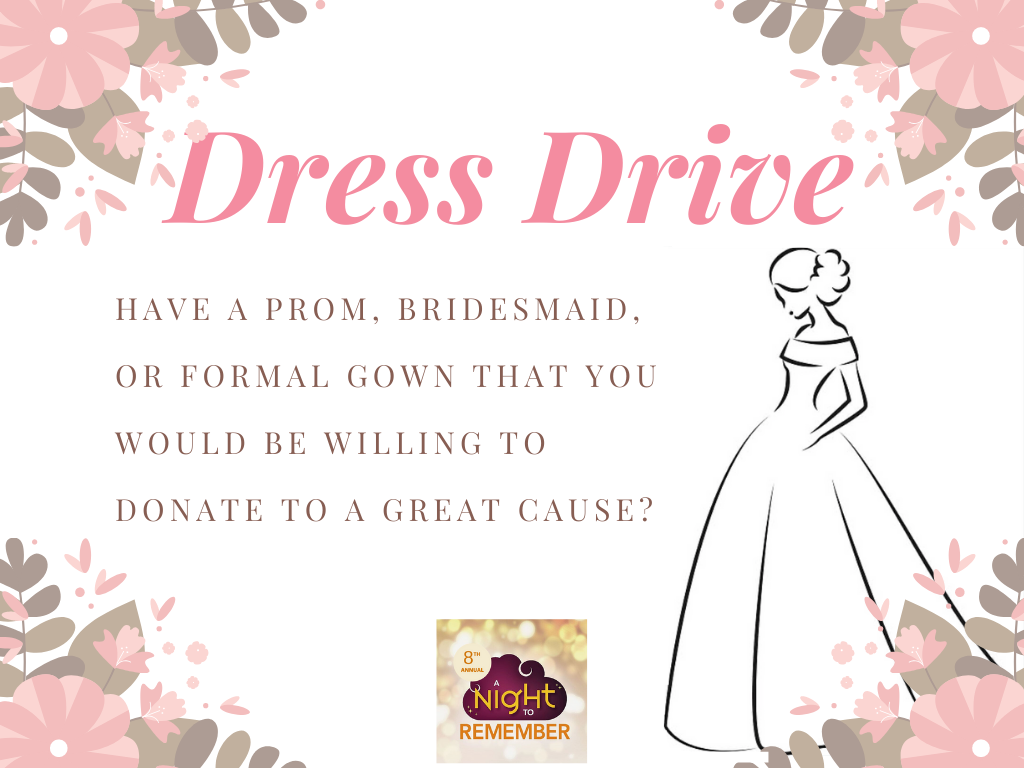 Dress Drive
HAVE A PROM, BRIDESMAID,
OR FORMAL GOWN THAT YOU
WOULD BE WILLING TO
DONATE TO A GREAT CAUSE?
8TH
ANNUAL
A
Night
TO
REMEMBER